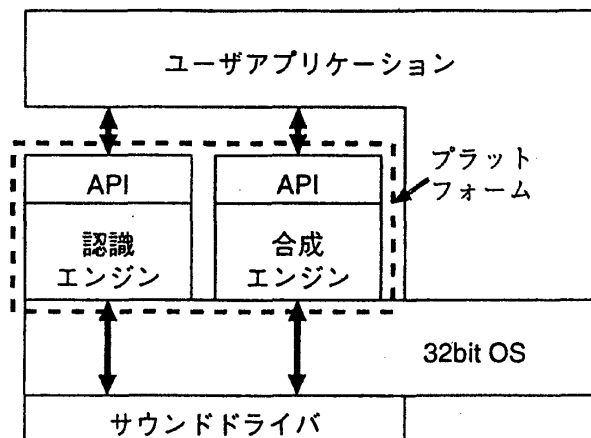 ユーザアプリケーション
プラット
フォーム
API
API
認識
エンジン
合成
エンジン
32bit OS
サウンドドライバ